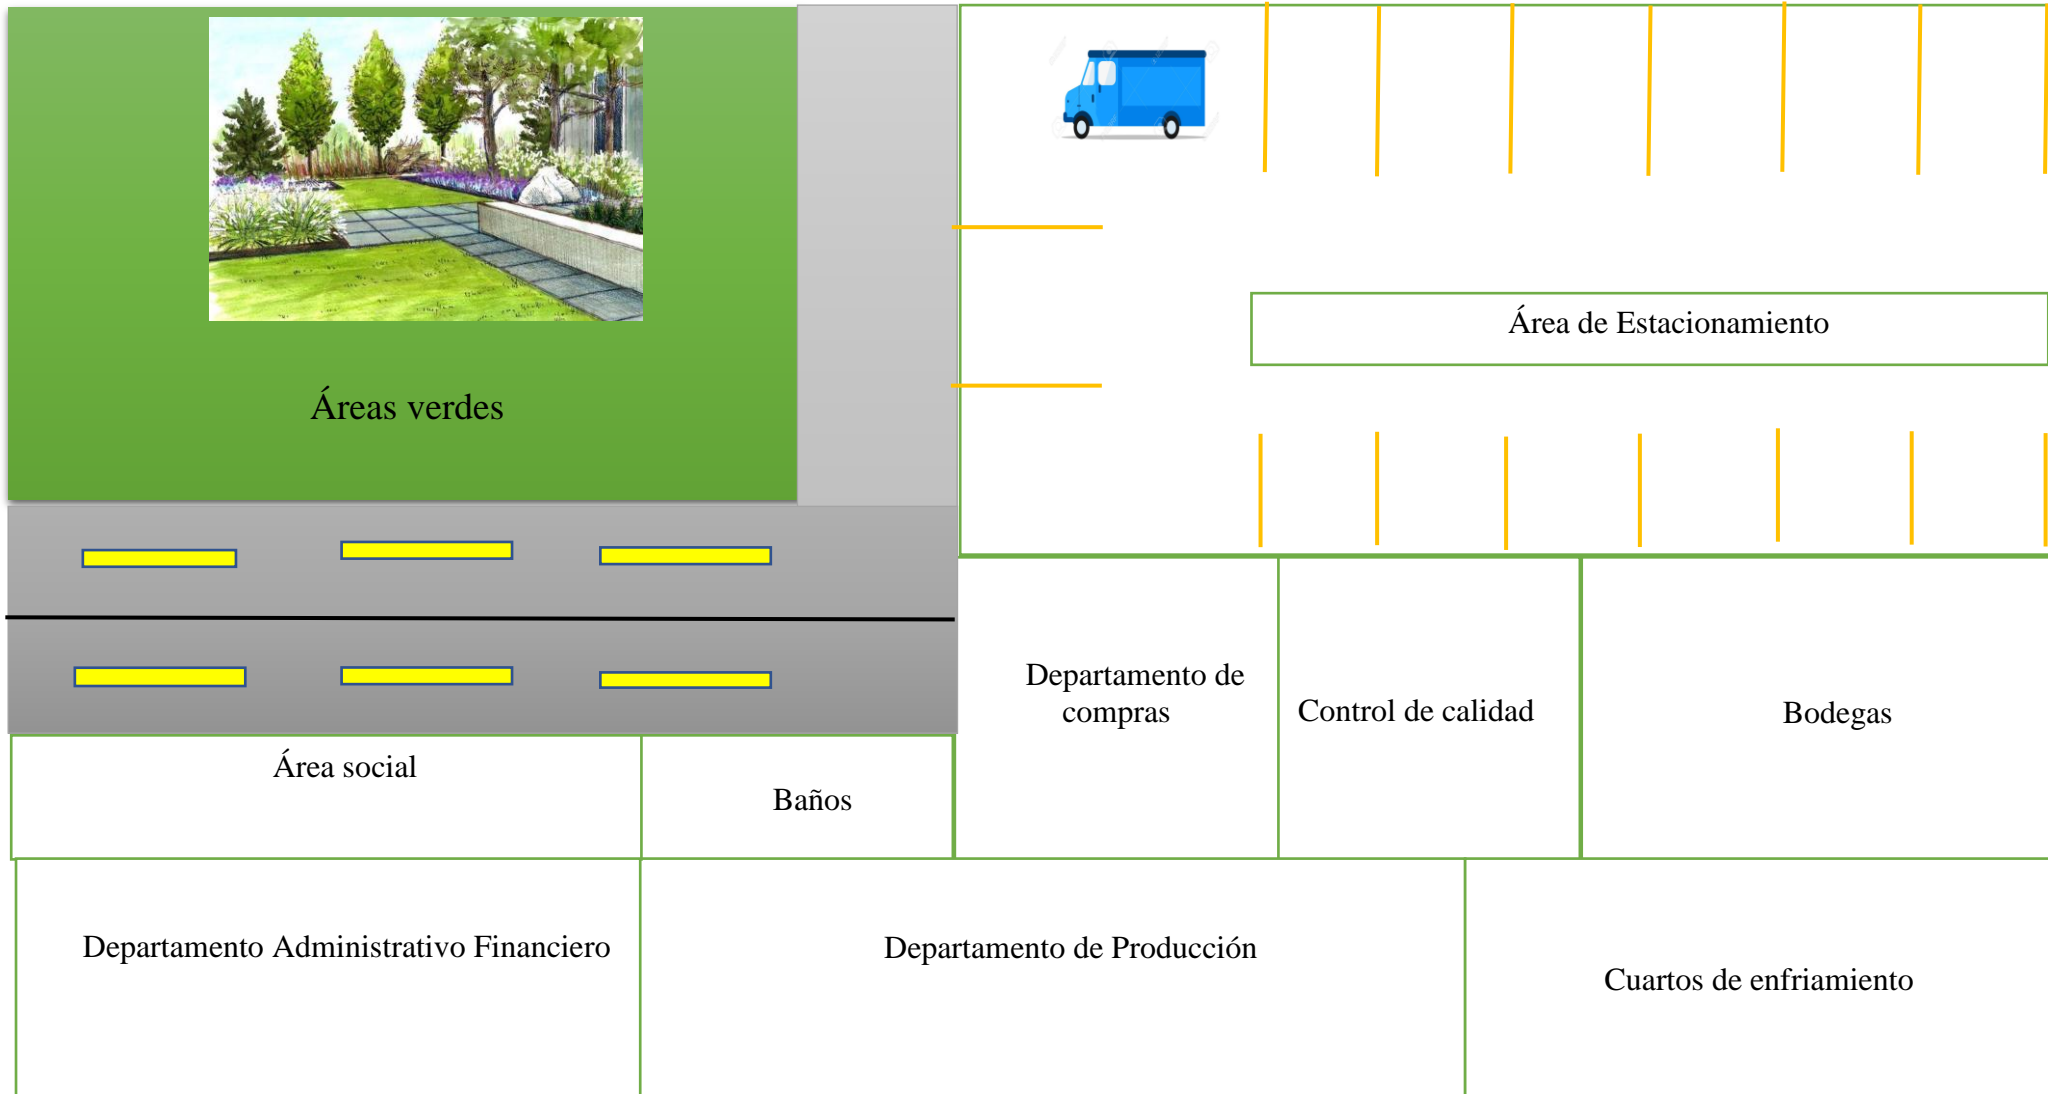 Áreas verdes
Área de Estacionamiento
Departamento de
compras
Control de calidad
Bodegas
Área social
Baños
Departamento Administrativo Financiero
Departamento de Producción
Cuartos de enfriamiento